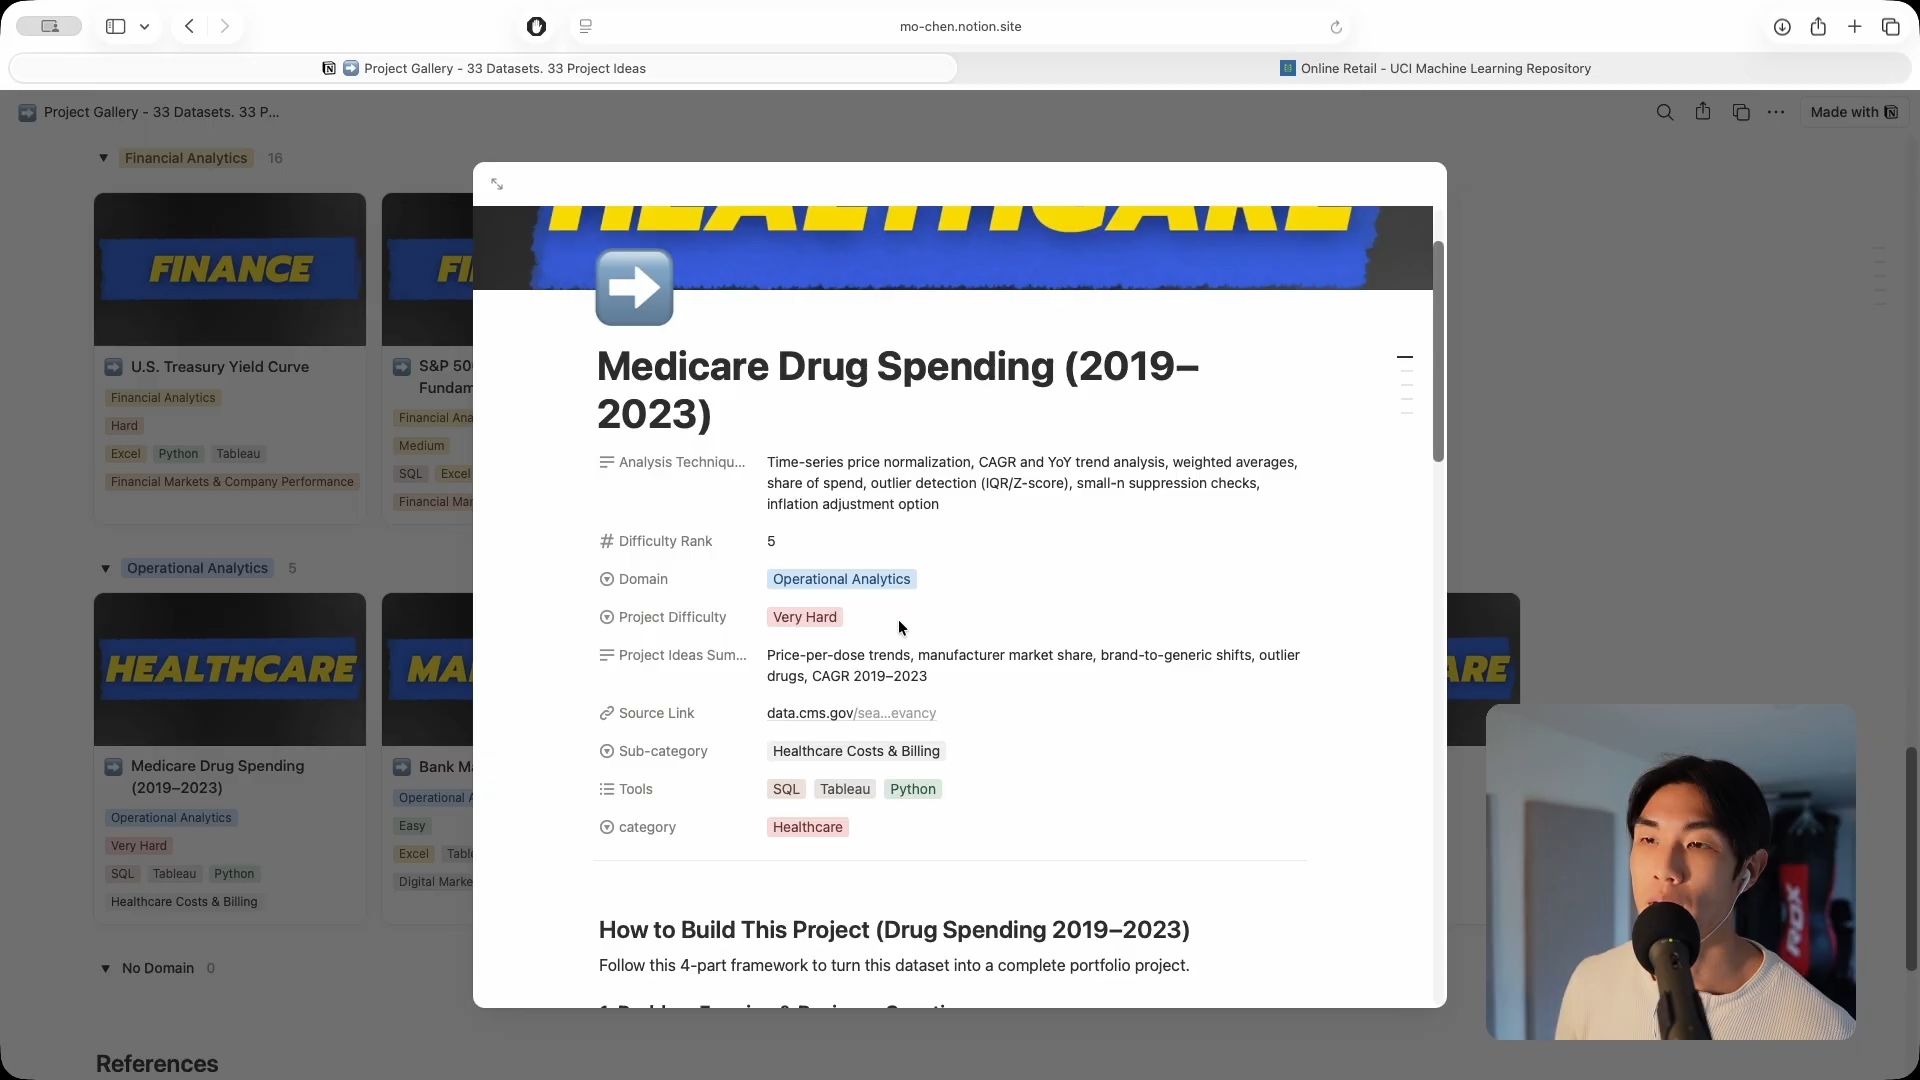 mo-chen.notion.site
Project Gallery - 33 Datasets. 33 Project Ideas
Online Retail - UCI Machine Learning Repository
Project Gallery - 33 Datasets. 33 P...
Made with
Financial Analytics 16
FINANCE
U.S. Treasury Yield Curve
Financial Analytics
Hard
Excel Python Tableau
Financial Markets & Company Performance
S&P 50
Fundam
Financial Ana
Medium
SQL Excel
Financial Mar
Operational Analytics 5
HEALTHCARE
Medicare Drug Spending
(2019–2023)
Operational Analytics
Very Hard
SQL Tableau Python
Healthcare Costs & Billing
Bank Ma
Operational A
Easy
Excel Table
Digital Marke
No Domain 0
References
HEALTHCARE
Medicare Drug Spending (2019–
2023)
Analysis Techniqu... Time-series price normalization, CAGR and YoY trend analysis, weighted averages,
share of spend, outlier detection (IQR/Z-score), small-n suppression checks,
inflation adjustment option
Difficulty Rank 5
Domain Operational Analytics
Project Difficulty Very Hard
Project Ideas Sum... Price-per-dose trends, manufacturer market share, brand-to-generic shifts, outlier
drugs, CAGR 2019–2023
Source Link data.cms.gov/sea...evancy
Sub-category Healthcare Costs & Billing
Tools SQL Tableau Python
category Healthcare
How to Build This Project (Drug Spending 2019–2023)
Follow this 4-part framework to turn this dataset into a complete portfolio project.